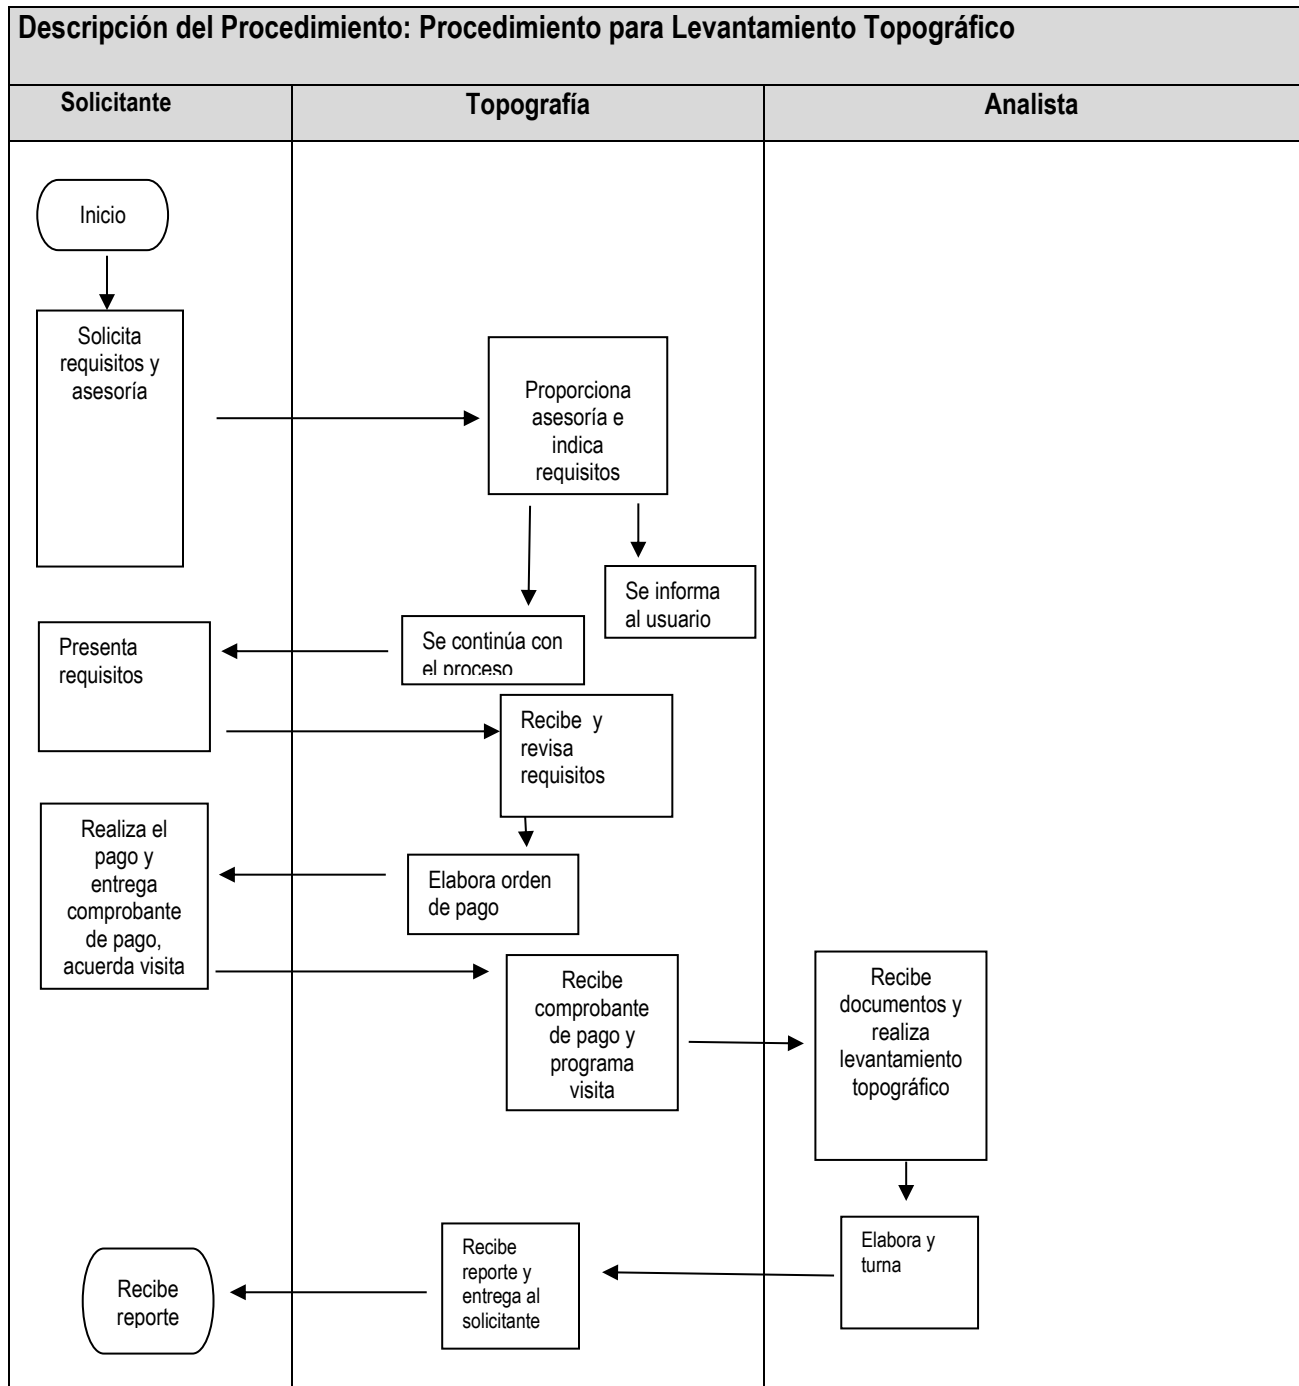 Descripción del Procedimiento: Procedimiento para Levantamiento Topográfico
Solicitante
Topografía
Analista
Inicio
Solicita
requisitos y
asesoría
Proporciona
asesoría e
indica
requisitos
Se informa
al usuario
Se continúa con
el proceso
Presenta
requisitos
Recibe y
revisa
requisitos
Realiza el
pago y
entrega
comprobante
de pago,
acuerda visita
Elabora orden
de pago
Recibe
comprobante
de pago y
programa
visita
Recibe
documentos y
realiza
levantamiento
topográfico
Elabora y
turna
Recibe
reporte y
entrega al
solicitante
Recibe
reporte